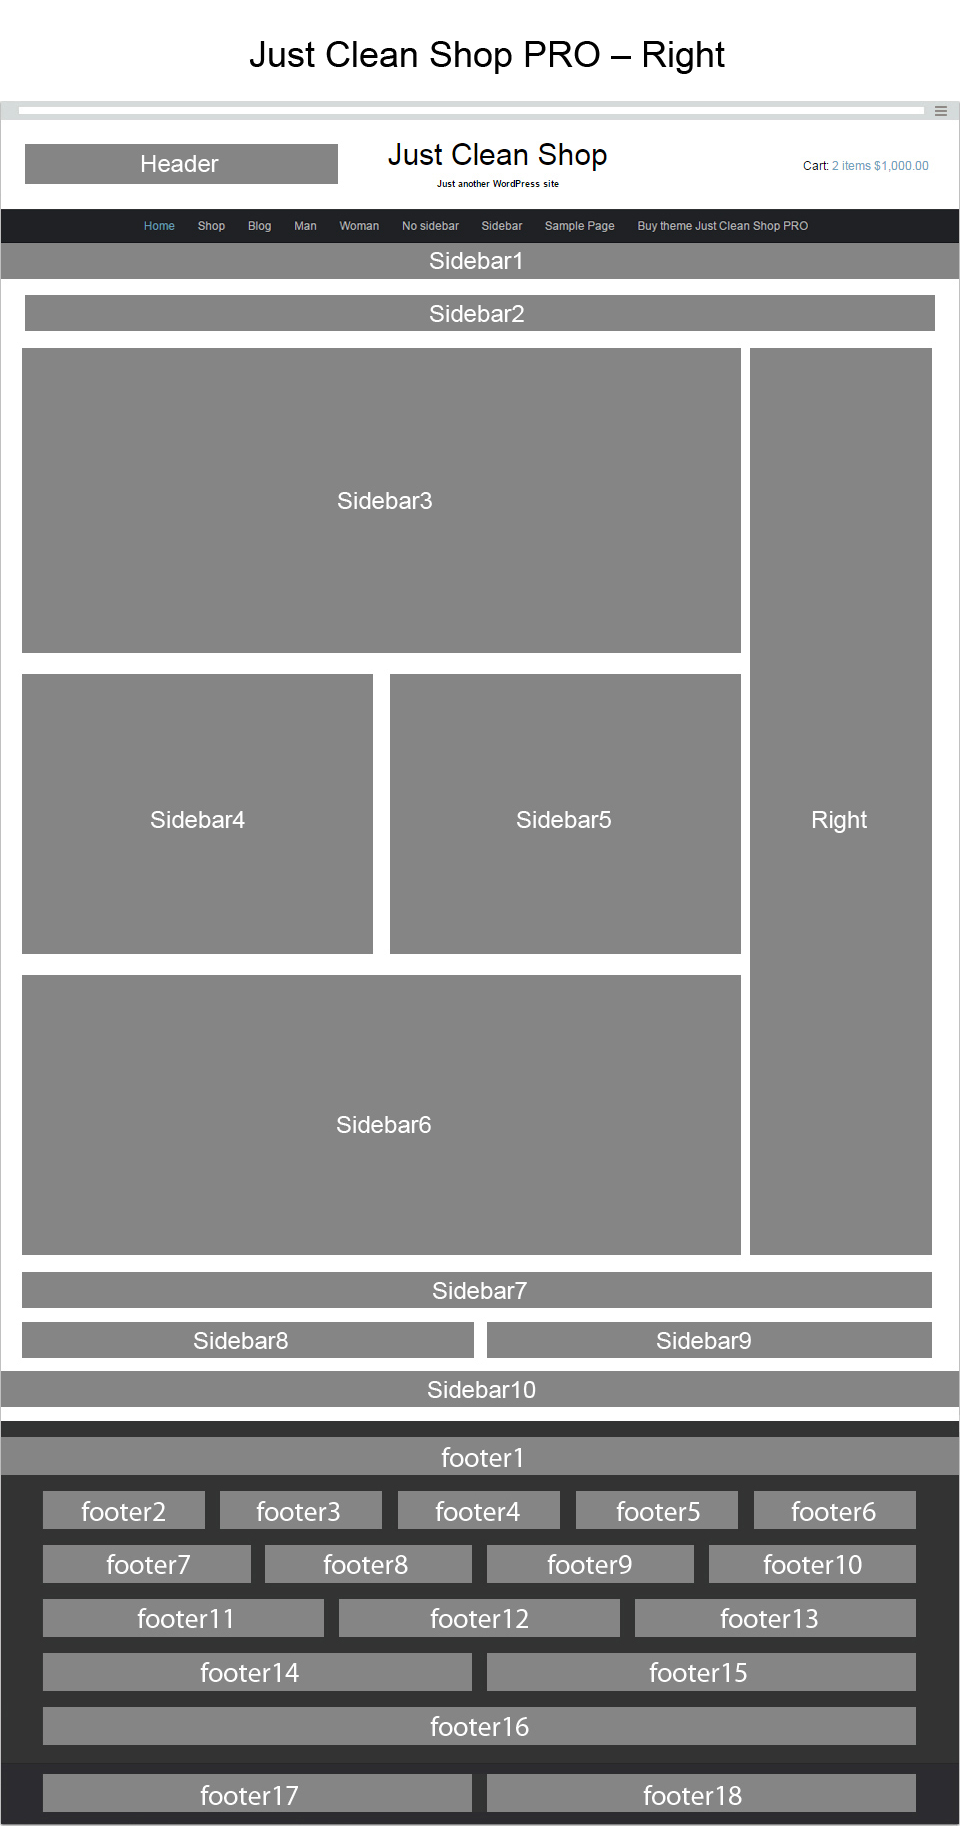 Just Clean Shop PRO – Right
Header
Just Clean Shop
Just another WordPress site
Cart: 2 items $1,000.00
Home Shop Blog Man Woman No sidebar Sidebar Sample Page Buy theme Just Clean Shop PRO
Sidebar1
Sidebar2
Sidebar3
Sidebar4 Sidebar5 Right
Sidebar6
Sidebar7
Sidebar8 Sidebar9
Sidebar10
footer1
footer2 footer3 footer4 footer5 footer6
footer7 footer8 footer9 footer10
footer11 footer12 footer13
footer14 footer15
footer16
footer17 footer18